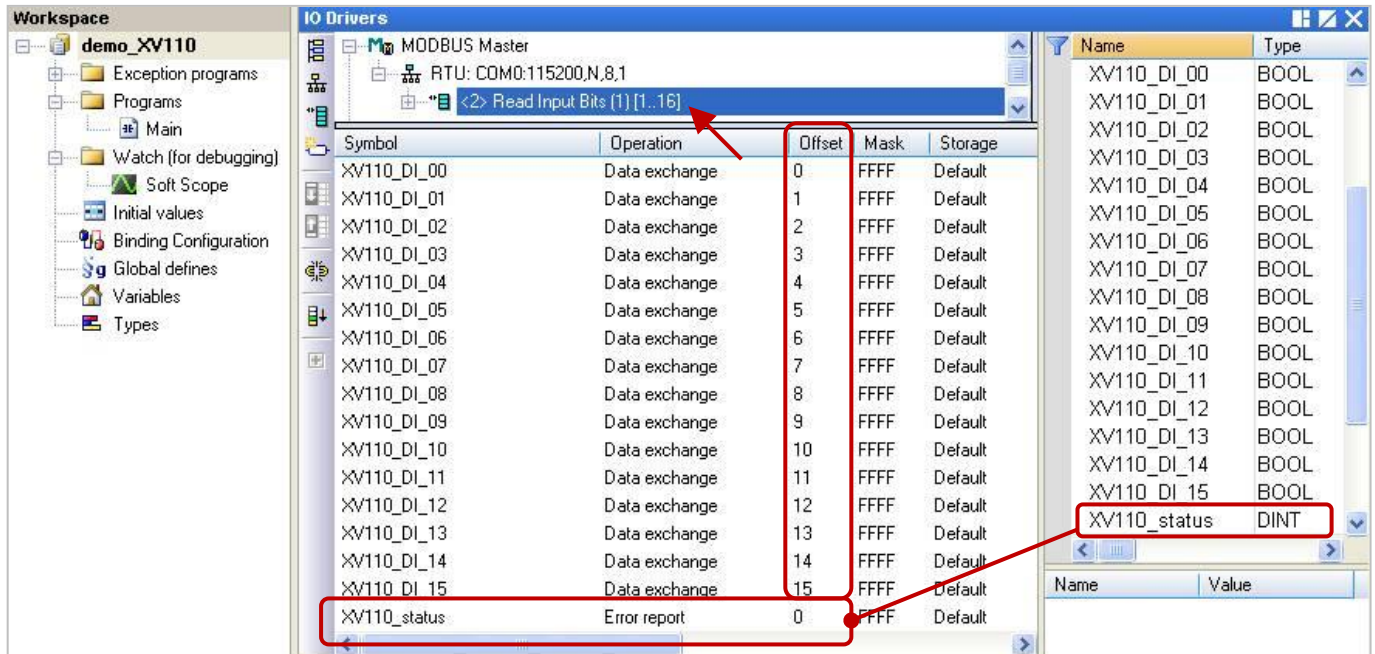 Workspace
demo_XV110
Exception programs
Programs
Main
Watch (for debugging)
Soft Scope
Initial values
Binding Configuration
Global defines
Variables
Types
IO Drivers
MODBUS Master
RTU: COM0:115200,N,8,1
<2> Read Input Bits (1) [1..16]
Symbol Operation Offset Mask Storage
XV110_DI_00 Data exchange 0 FFFF Default
XV110_DI_01 Data exchange 1 FFFF Default
XV110_DI_02 Data exchange 2 FFFF Default
XV110_DI_03 Data exchange 3 FFFF Default
XV110_DI_04 Data exchange 4 FFFF Default
XV110_DI_05 Data exchange 5 FFFF Default
XV110_DI_06 Data exchange 6 FFFF Default
XV110_DI_07 Data exchange 7 FFFF Default
XV110_DI_08 Data exchange 8 FFFF Default
XV110_DI_09 Data exchange 9 FFFF Default
XV110_DI_10 Data exchange 10 FFFF Default
XV110_DI_11 Data exchange 11 FFFF Default
XV110_DI_12 Data exchange 12 FFFF Default
XV110_DI_13 Data exchange 13 FFFF Default
XV110_DI_14 Data exchange 14 FFFF Default
XV110_DI_15 Data exchange 15 FFFF Default
XV110_status Error report 0 FFFF Default
Name Type
XV110_DI_00 BOOL
XV110_DI_01 BOOL
XV110_DI_02 BOOL
XV110_DI_03 BOOL
XV110_DI_04 BOOL
XV110_DI_05 BOOL
XV110_DI_06 BOOL
XV110_DI_07 BOOL
XV110_DI_08 BOOL
XV110_DI_09 BOOL
XV110_DI_10 BOOL
XV110_DI_11 BOOL
XV110_DI_12 BOOL
XV110_DI_13 BOOL
XV110_DI_14 BOOL
XV110_DI_15 BOOL
XV110_status DINT
Name Value